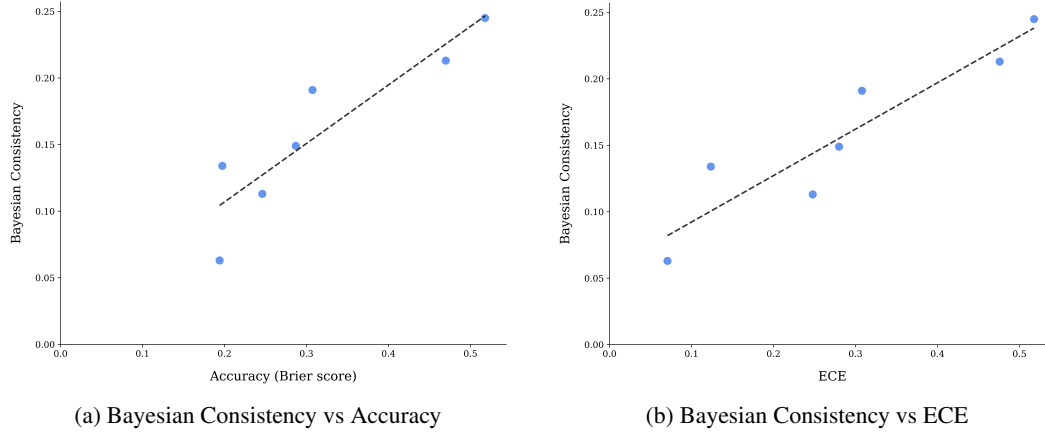 0.25
0.20
0.15
0.10
0.05
0.00
Bayesian Consistency
0.0 0.1 0.2 0.3 0.4 0.5
Accuracy (Brier score)
(a) Bayesian Consistency vs Accuracy
0.25
0.20
0.15
0.10
0.05
0.00
Bayesian Consistency
0.0 0.1 0.2 0.3 0.4 0.5
ECE
(b) Bayesian Consistency vs ECE